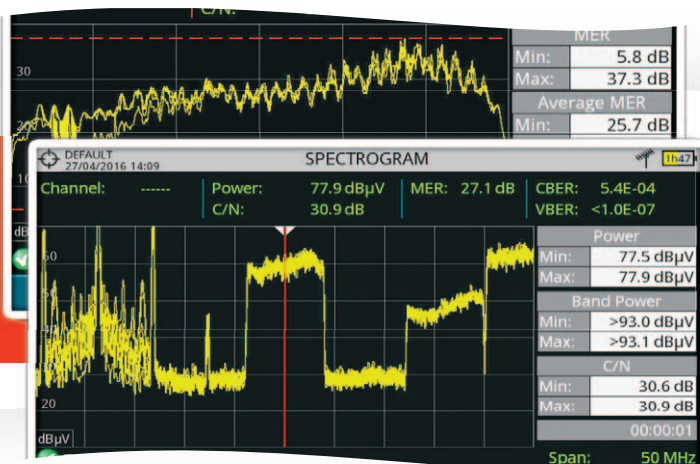 C/N:
MER
Min: 5.8 dB
Max: 37.3 dB
Average MER
Min: 25.7 dB
30
20
10
DEFAULT
27/04/2016 14:09
SPECTROGRAM
1h47
Channel: ------ Power: 77.9 dBµV MER: 27.1 dB CBER: 5.4E-04
C/N: 30.9 dB VBER: <1.0E-07
Power
Min: 77.5 dBµV
Max: 77.9 dBµV
Band Power
Min: >93.0 dBµV
Max: >93.1 dBµV
C/N
Min: 30.6 dB
Max: 30.9 dB
00:00:01
60
50
40
30
20
dBµV
Span: 50 MHz